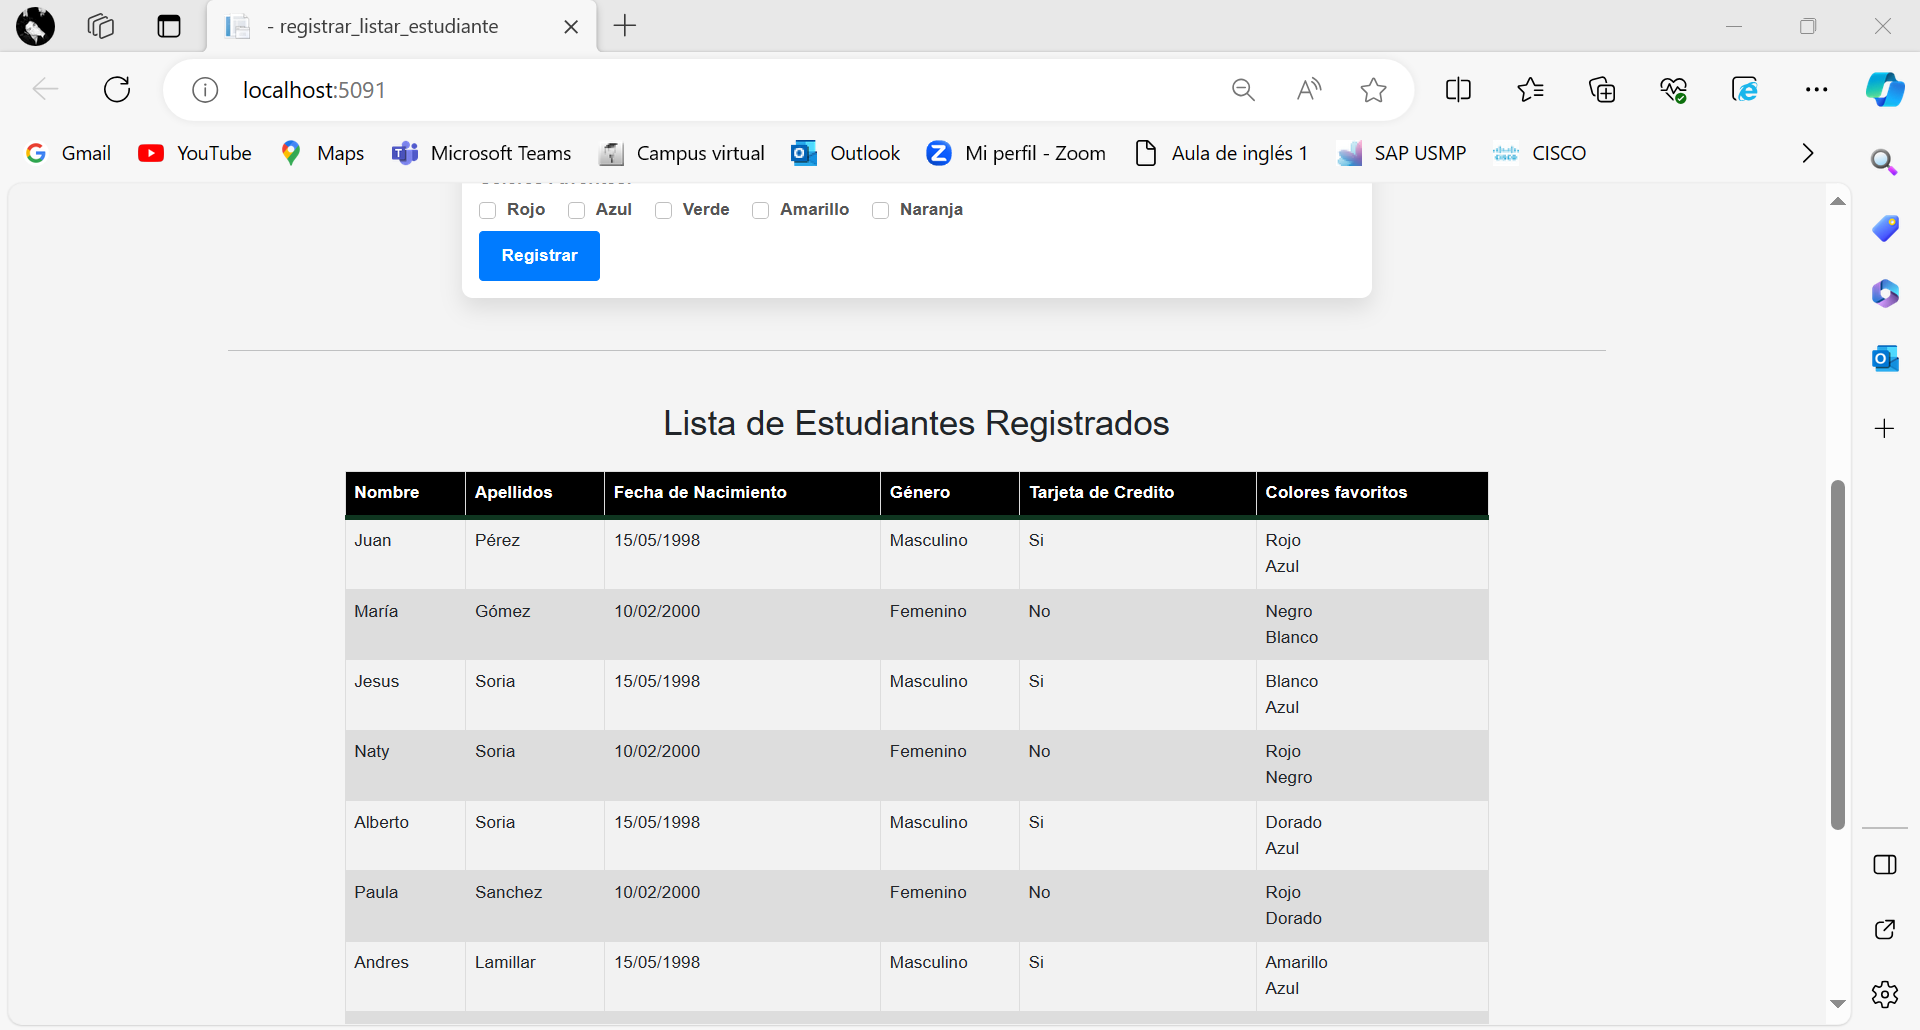 - registrar_listar_estudiante
localhost:5091
Gmail YouTube Maps Microsoft Teams Campus virtual Outlook Mi perfil - Zoom Aula de inglés 1 SAP USMP CISCO
Rojo Azul Verde Amarillo Naranja
Registrar
Lista de Estudiantes Registrados
Nombre Apellidos Fecha de Nacimiento Género Tarjeta de Credito Colores favoritos
Juan Pérez 15/05/1998 Masculino Si Rojo
Azul
María Gómez 10/02/2000 Femenino No Negro
Blanco
Jesus Soria 15/05/1998 Masculino Si Blanco
Azul
Naty Soria 10/02/2000 Femenino No Rojo
Negro
Alberto Soria 15/05/1998 Masculino Si Dorado
Azul
Paula Sanchez 10/02/2000 Femenino No Rojo
Dorado
Andres Lamillar 15/05/1998 Masculino Si Amarillo
Azul